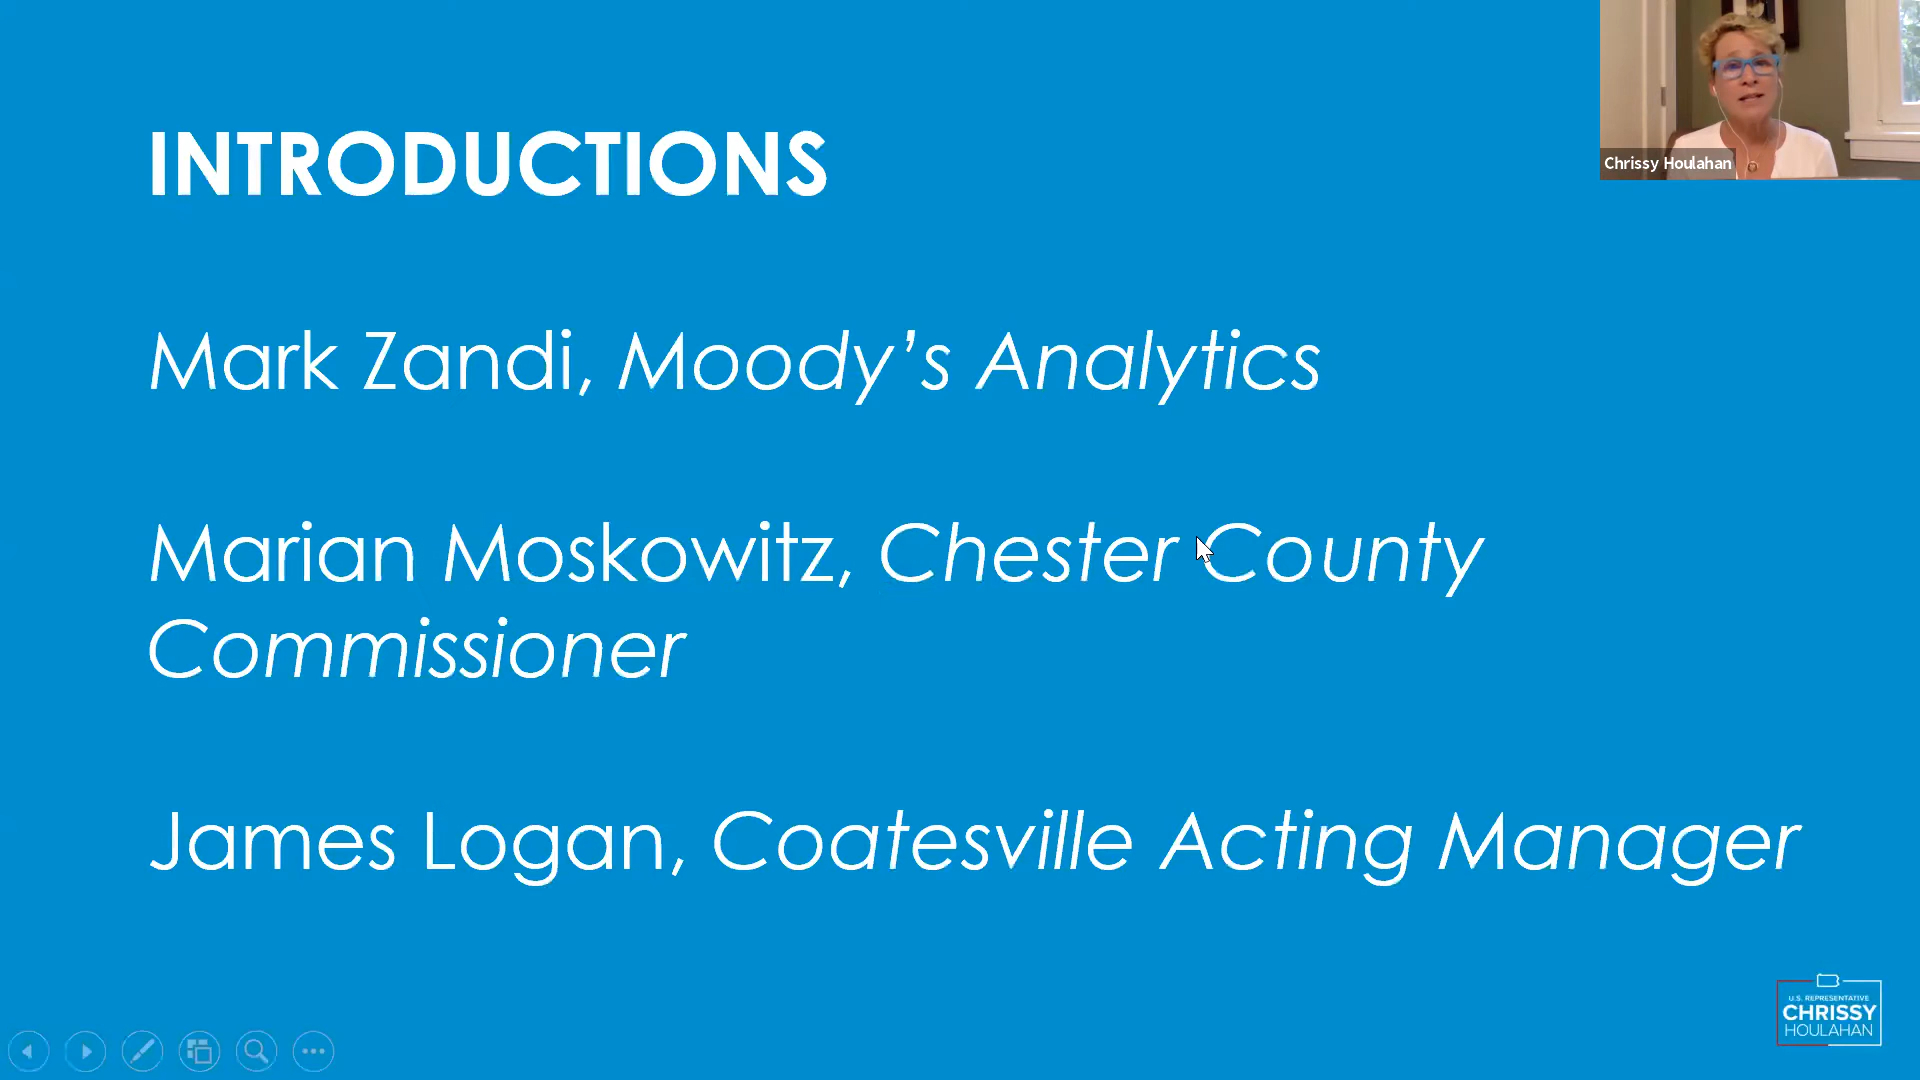 INTRODUCTIONS
Chrissy Houlahan
Mark Zandi, Moody’s Analytics
Marian Moskowitz, Chester County
Commissioner
James Logan, Coatesville Acting Manager
U.S. REPRESENTATIVE
CHRISSY
HOULAHAN